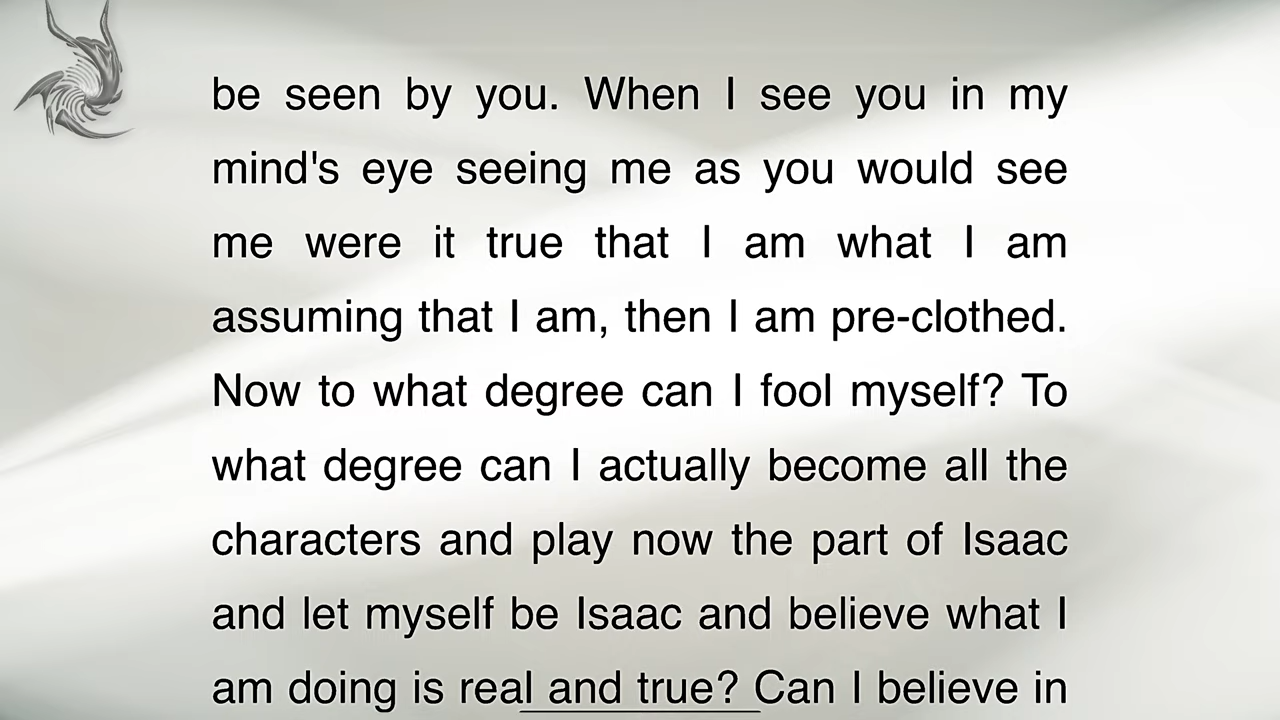 be seen by you. When I see you in my
mind's eye seeing me as you would see
me were it true that I am what I am
assuming that I am, then I am pre-clothed.
Now to what degree can I fool myself? To
what degree can I actually become all the
characters and play now the part of Isaac
and let myself be Isaac and believe what I
am doing is real and true? Can I believe in